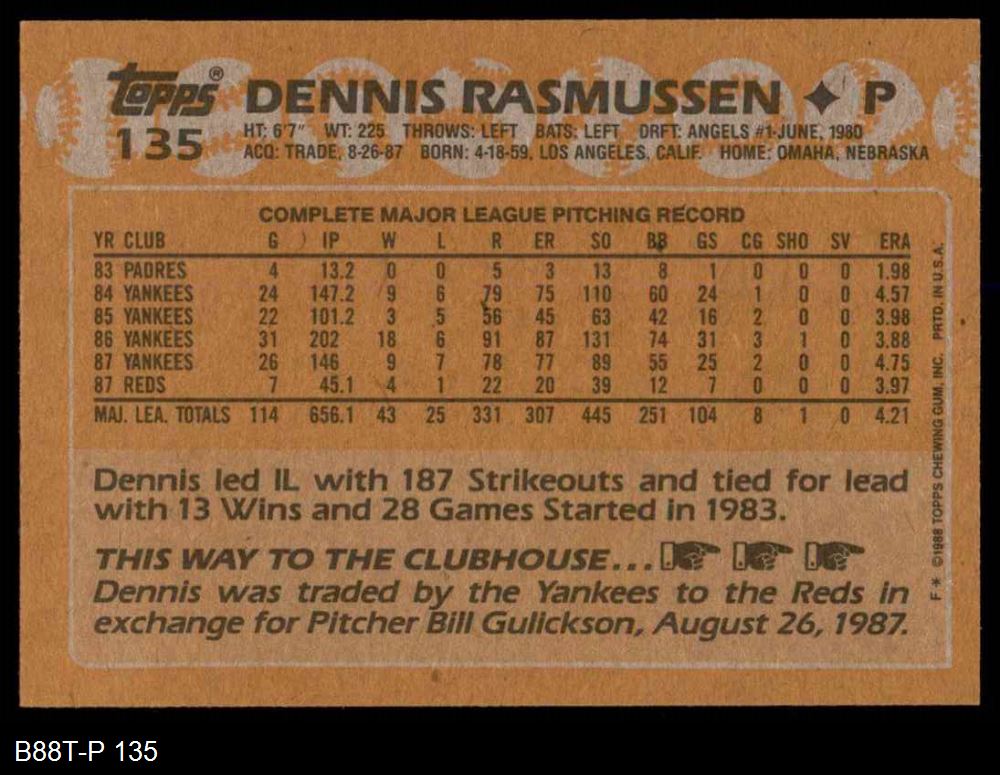 topps®
DENNIS RASMUSSEN ✦ P
135
HT: 6'7" WT: 225 THROWS: LEFT BATS: LEFT DRFT: ANGELS #1-JUNE, 1980
ACQ: TRADE, 8-26-87 BORN: 4-18-59, LOS ANGELES, CALIF. HOME: OMAHA, NEBRASKA
COMPLETE MAJOR LEAGUE PITCHING RECORD
YR CLUB G IP W L R ER SO BB GS CG SHO SV ERA
83 PADRES 4 13.2 0 0 5 3 13 8 1 0 0 0 1.98
84 YANKEES 24 147.2 9 6 79 75 110 60 24 1 0 0 4.57
85 YANKEES 22 101.2 3 5 56 45 63 42 16 2 0 0 3.98
86 YANKEES 31 202 18 6 91 87 131 74 31 3 1 0 3.88
87 YANKEES 26 146 9 7 78 77 89 55 25 2 0 0 4.75
87 REDS 7 45.1 4 1 22 20 39 12 7 0 0 0 3.97
MAJ. LEA. TOTALS 114 656.1 43 25 331 307 445 251 104 8 1 0 4.21
Dennis led IL with 187 Strikeouts and tied for lead
with 13 Wins and 28 Games Started in 1983.
THIS WAY TO THE CLUBHOUSE...
Dennis was traded by the Yankees to the Reds in
exchange for Pitcher Bill Gulickson, August 26, 1987.
F* ©1988 TOPPS CHEWING GUM, INC. PRTD. IN U.S.A.
B88T-P 135